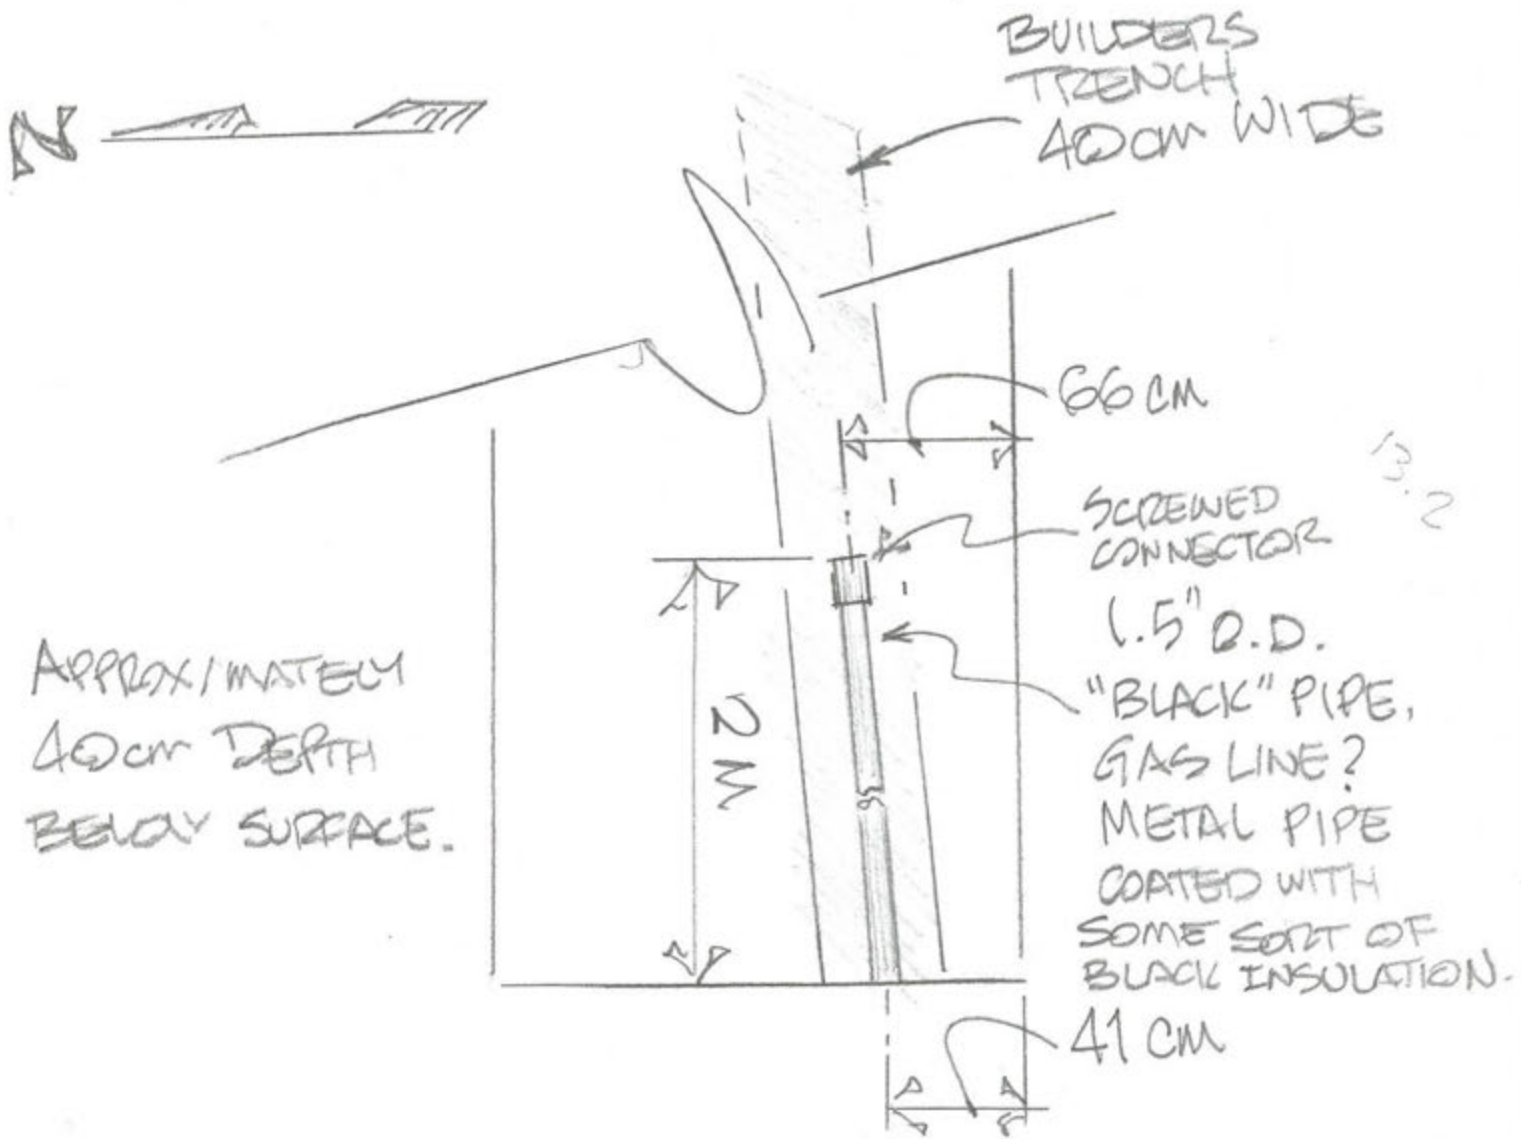 BUILDERS
TRENCH
40cm WIDE
N
66 CM
13.2
SCREWED
CONNECTOR
1.5" O.D.
"BLACK" PIPE,
GAS LINE?
METAL PIPE
COATED WITH
SOME SORT OF
BLACK INSULATION.
2 M
APPROXIMATELY
40cm DEPTH
BELOW SURFACE.
41 CM